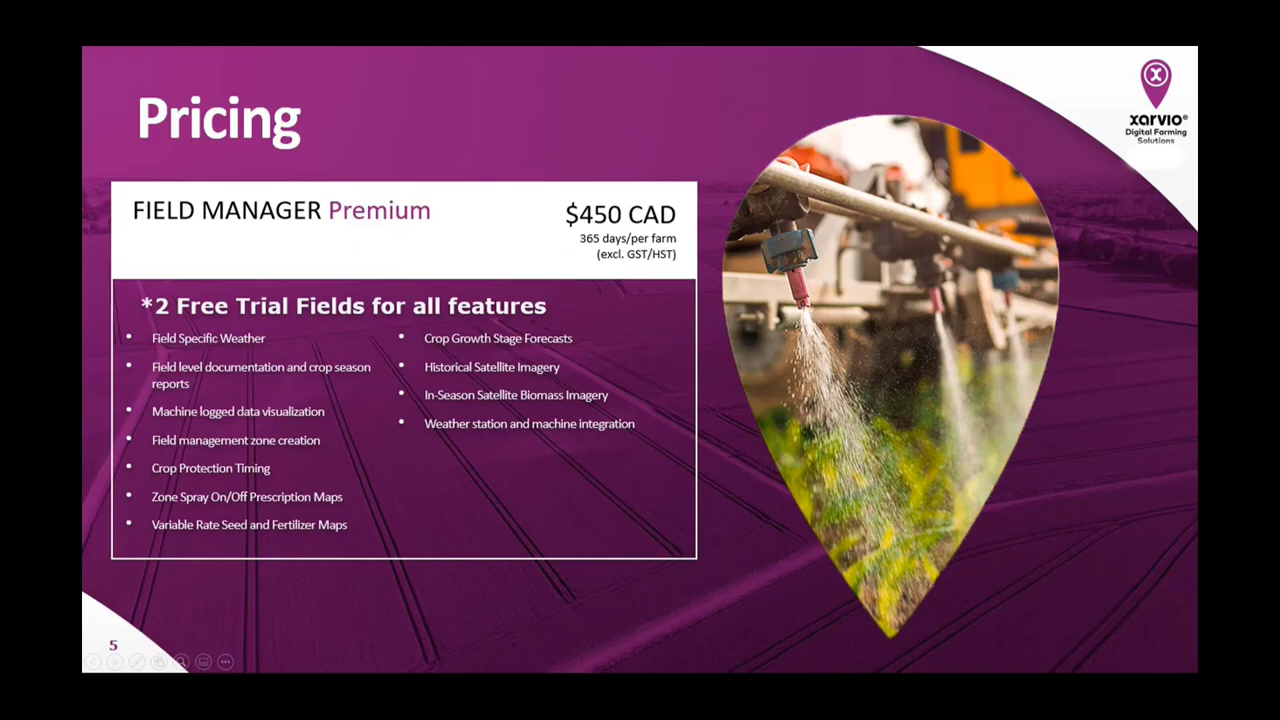 Pricing
xarvio®
Digital Farming
Solutions
FIELD MANAGER Premium
$450 CAD
365 days/per farm
(excl. GST/HST)
*2 Free Trial Fields for all features
• Field Specific Weather
• Field level documentation and crop season
reports
• Machine logged data visualization
• Field management zone creation
• Crop Protection Timing
• Zone Spray On/Off Prescription Maps
• Variable Rate Seed and Fertilizer Maps
• Crop Growth Stage Forecasts
• Historical Satellite Imagery
• In-Season Satellite Biomass Imagery
• Weather station and machine integration
5